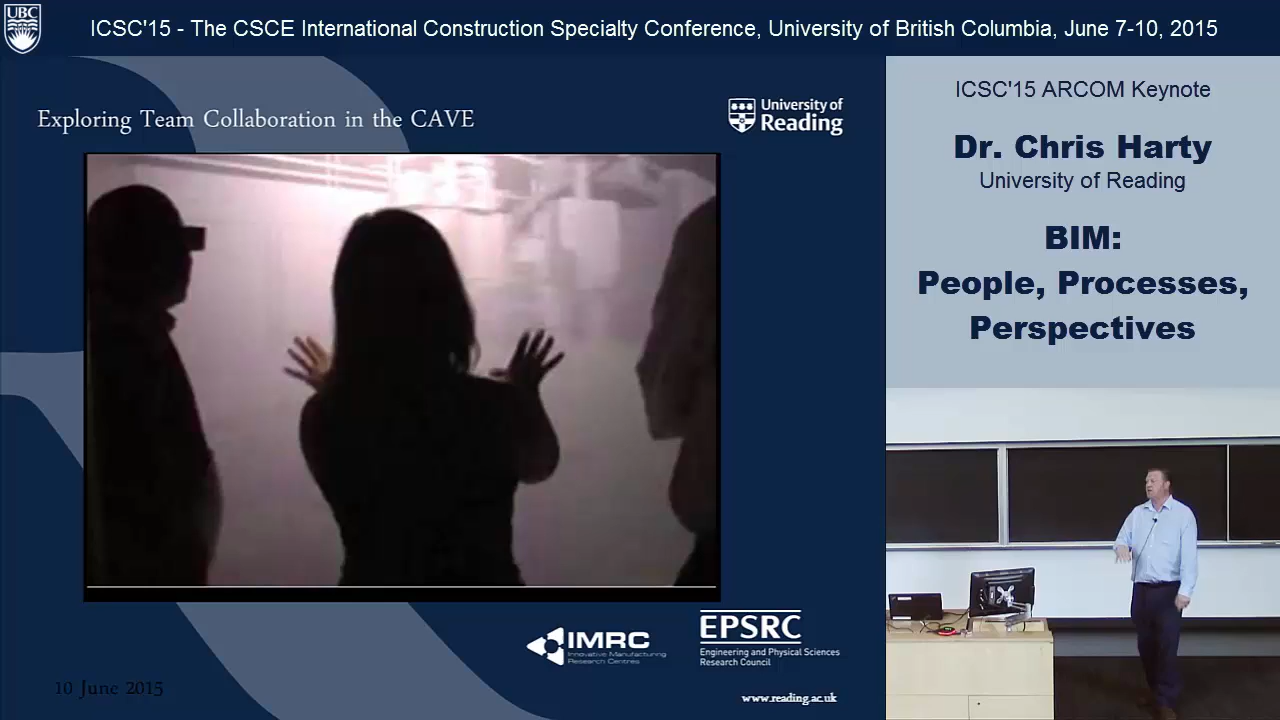 UBC
ICSC'15 - The CSCE International Construction Specialty Conference, University of British Columbia, June 7-10, 2015
Exploring Team Collaboration in the CAVE
University of
Reading
ICSC'15 ARCOM Keynote
Dr. Chris Harty
University of Reading
BIM:
People, Processes,
Perspectives
IMRC
Innovative Manufacturing
Research Centres
EPSRC
Engineering and Physical Sciences
Research Council
10 June 2015
www.reading.ac.uk